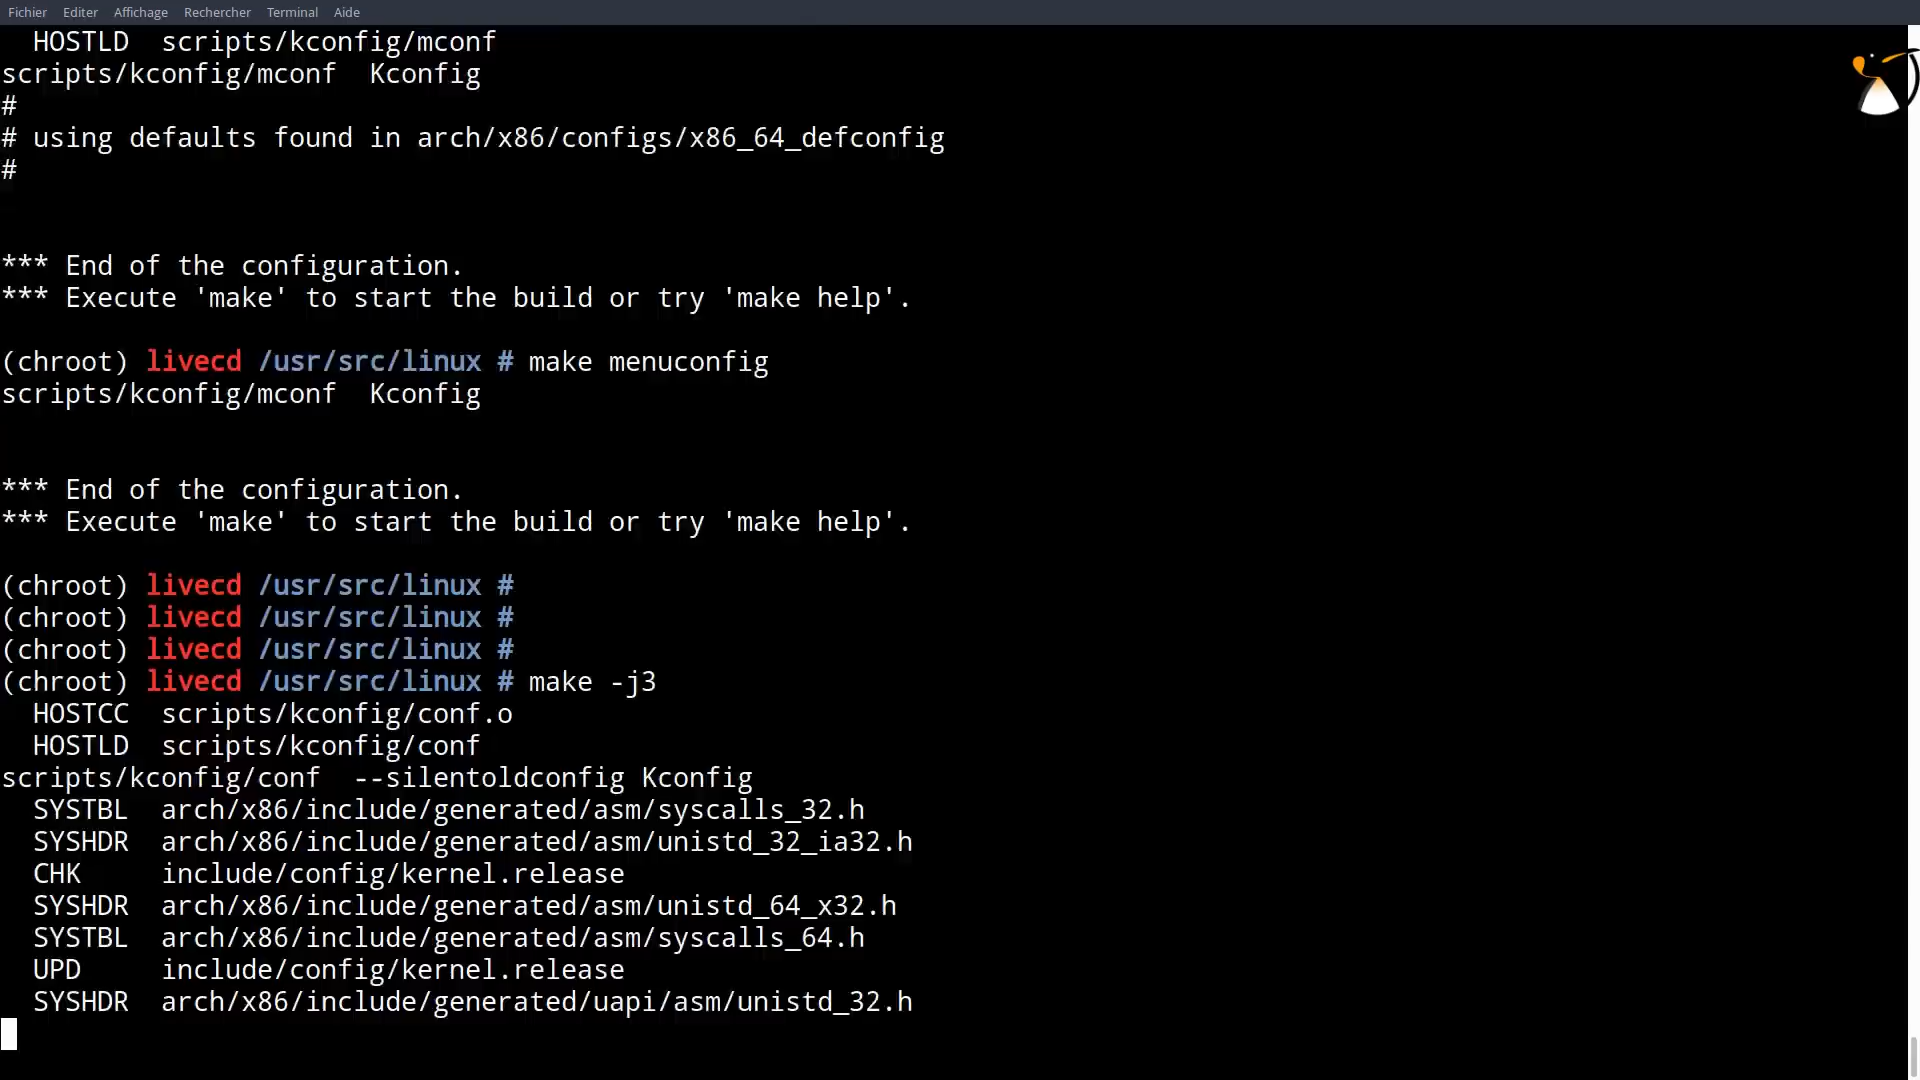 Fichier Editer Affichage Rechercher Terminal Aide
HOSTLD scripts/kconfig/mconf
scripts/kconfig/mconf Kconfig
#
# using defaults found in arch/x86/configs/x86_64_defconfig
#
*** End of the configuration.
*** Execute 'make' to start the build or try 'make help'.
(chroot) livecd /usr/src/linux # make menuconfig
scripts/kconfig/mconf Kconfig
*** End of the configuration.
*** Execute 'make' to start the build or try 'make help'.
(chroot) livecd /usr/src/linux #
(chroot) livecd /usr/src/linux #
(chroot) livecd /usr/src/linux #
(chroot) livecd /usr/src/linux # make -j3
HOSTCC scripts/kconfig/conf.o
HOSTLD scripts/kconfig/conf
scripts/kconfig/conf --silentoldconfig Kconfig
SYSTBL arch/x86/include/generated/asm/syscalls_32.h
SYSHDR arch/x86/include/generated/asm/unistd_32_ia32.h
CHK include/config/kernel.release
SYSHDR arch/x86/include/generated/asm/unistd_64_x32.h
SYSTBL arch/x86/include/generated/asm/syscalls_64.h
UPD include/config/kernel.release
SYSHDR arch/x86/include/generated/uapi/asm/unistd_32.h